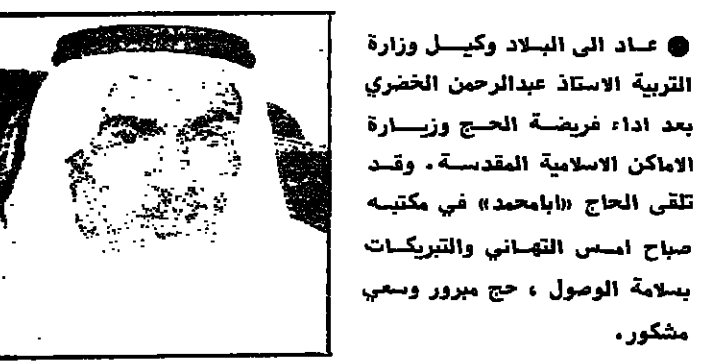 ● عاد الى البلاد وكيل وزارة
التربية الاستاذ عبدالرحمن الخضري
بعد اداء فريضة الحج وزيارة
الاماكن الاسلامية المقدسة. وقد
تلقى الحاج «ابامحمد» في مكتبه
صباح امس التهاني والتبريكات
بسلامة الوصول ، حج مبرور وسعي
مشكور.